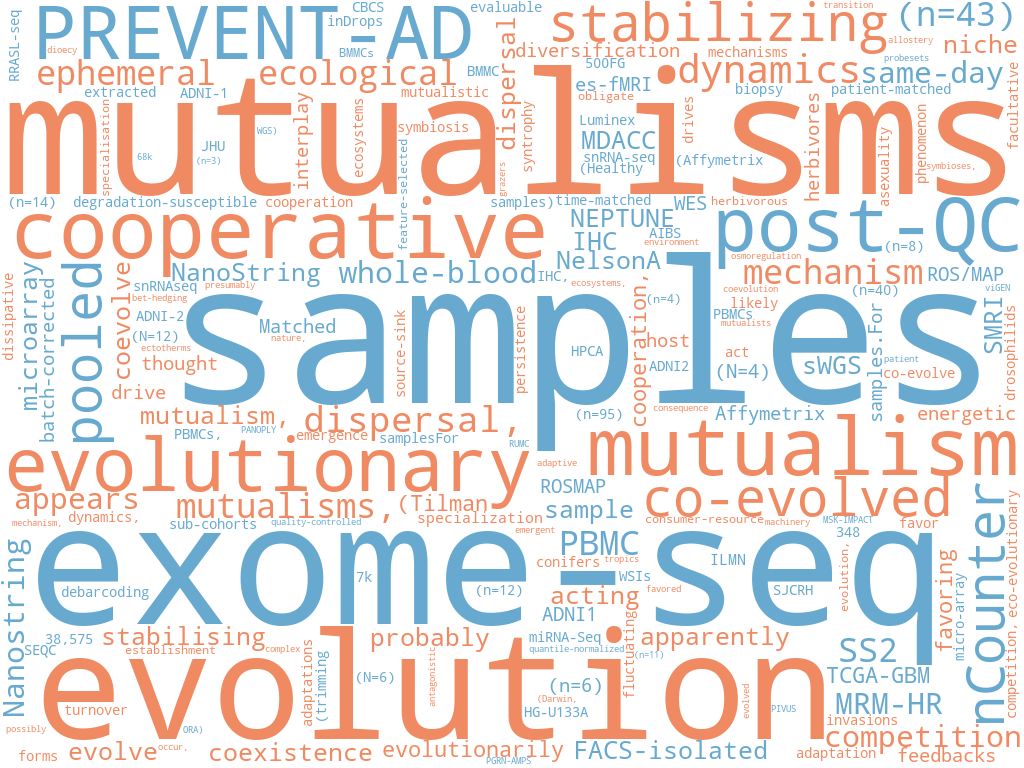 RRASL-seq
PREVENT-AD
CBCS
inDrops
evaluable
transition
stabilizing
(n=43)
dioecy
BMMCs
diversification
mechanisms
allostery
niche
ephemeral
ecological
BMMC
dispersal
500FG
dynamics
probesets
same-day
extracted
ADNI-1
mutualistic
es-fMRI
obligate
biopsy
patient-matched
mutualisms
specialisation
WGS)
68k
JHU
(n=3)
interplay
ecosystems
symbiosis
grazers
syntrophy
Luminex
MDACC
snRNA-seq
(Healthy
drives
(Affymetrix
herbivores
asexuality
phenomenon
symbioses,
facultative
(n=14)
degradation-susceptible
cooperation
feature-selected
samples)
time-matched
WES
herbivorous
cooperative
NEPTUNE
AIBS
IHC
environment
NelsonA
post-QC
(n=8)
osmoregulation
dissipative
microarray
batch-corrected
pooled
coevolve
snRNAseq
NanoString
presumably
bet-hedging
whole-blood
IHC,
ecosystems,
cooperation,
(n=4)
mechanism
ROS/MAP
coevolution
(n=40)
viGEN
ADNI-2
(N=12)
ectotherms
Matched
nature,
samples
source-sink
persistence
HPCA
PBMCs
likely
mutualists
SMRI
drosophilids
thought
drive
host
ADNI2
act
(N=4)
sWGS
samples.For
patient
co-evolve
mutualism,
dispersal,
(n=95)
consequence
Affymetrix
energetic
PBMCs,
PANOPLY
emergence
samplesFor
RUMC
evolutionary
adaptive
mutualism
appears
mutualisms,
(Tilman
ROSMAP
co-evolved
mechanism,
dynamics,
sub-cohorts
quality-controlled
specialization
emergent
sample
consumer-resource
machinery
MSK-IMPACT
348
favor
ncounter
competition,
eco-evolutionary
Nanostring
exome-seq
debarcoding
7k
(n=12)
PBMC
conifers
tropics
WSIs
favored
ILMN
SJCRH
evolution,
favoring
micro-array
acting
ADNI1
38,575
SEQC
stabilising
establishment
complex
adaptations
(trimming
probably
miRNA-Seq
quantile-normalized
(n=11)
fluctuating
apparently
SS2
TCGA-GBM
evolution
(N=6)
antagonistic
(n=6)
(Darwin,
HG-U133A
evolved
PIVUS
MRM-HR
invasions
turnover
possibly
ORA)
forms
evolve
occur,
coexistence
evolutionarily
PGRN-AMPS
FACS-isolated
adaptation
competition
feedbacks